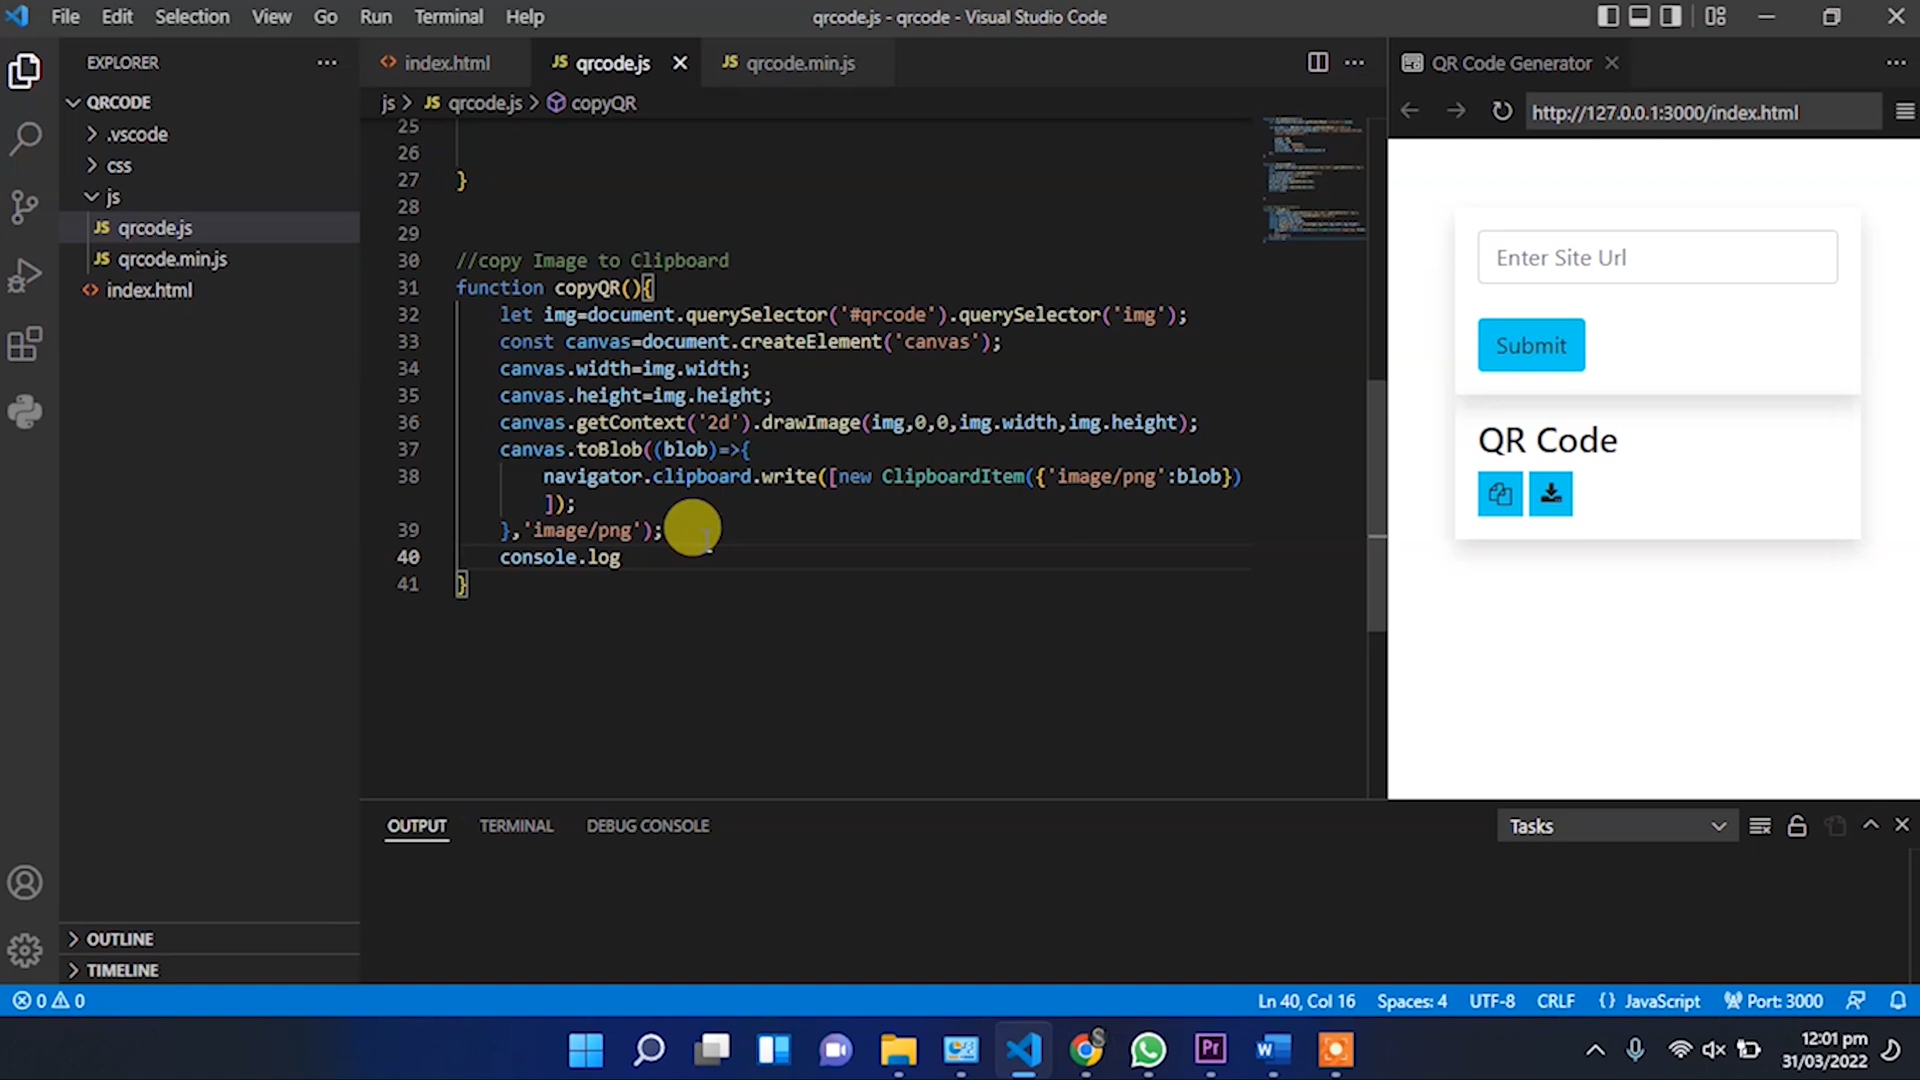 File Edit Selection View Go Run Terminal Help
qrcode.js - qrcode - Visual Studio Code
EXPLORER
QRCODE
.vscode
css
js
JS qrcode.js
JS qrcode.min.js
<> index.html
OUTLINE
TIMELINE
<> index.html
JS qrcode.js
JS qrcode.min.js
js > JS qrcode.js > copyQR
25
26
27 }
28
29
30 //copy Image to Clipboard
31 function copyQR(){
32 let img=document.querySelector('#qrcode').querySelector('img');
33 const canvas=document.createElement('canvas');
34 canvas.width=img.width;
35 canvas.height=img.height;
36 canvas.getContext('2d').drawImage(img,0,0,img.width,img.height);
37 canvas.toBlob((blob)=>{
38 navigator.clipboard.write([new ClipboardItem({'image/png':blob})
]);
39 },'image/png');
40 console.log
41 }
QR Code Generator
http://127.0.0.1:3000/index.html
Enter Site Url
Submit
QR Code
OUTPUT TERMINAL DEBUG CONSOLE
Tasks
0 0
Ln 40, Col 16 Spaces: 4 UTF-8 CRLF {} JavaScript Port: 3000
S
Pr
W
12:01 pm
31/03/2022